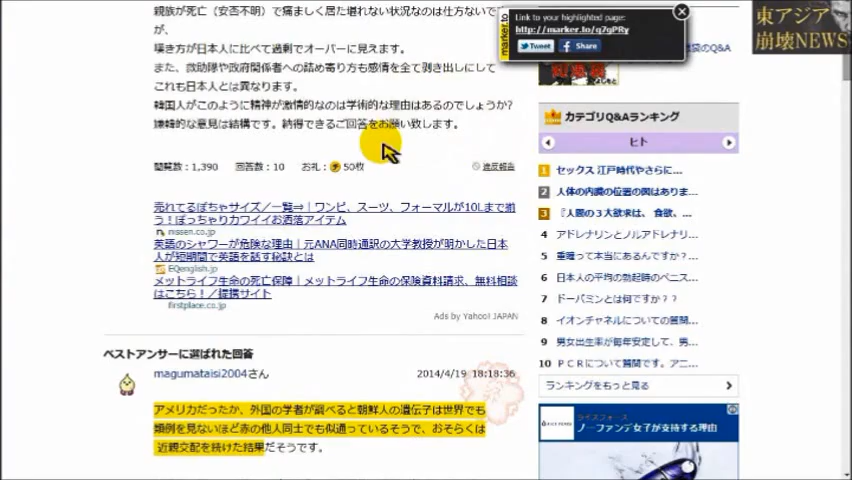 親族が死亡（安否不明）で痛ましく居た堪れない状況なのは仕方ないです
が、
嘆き方が日本人に比べて過剰でオーバーに見えます。
また、救助隊や政府関係者への詰め寄り方も感情を全て剥き出しにして
これも日本人とは異なります。
韓国人がこのように精神が激情的なのは学術的な理由はあるのでしょうか?
嫌韓的な意見は結構です。納得できるご回答をお願い致します。
閲覧数：1,390 回答数：10 お礼： 50枚
違反報告
売れてるぽちゃサイズ／一覧⇒｜ワンピ、スーツ、フォーマルが10Lまで揃
う！ぽっちゃりカワイイお洒落アイテム
nissen.co.jp
英語のシャワーが危険な理由｜元ANA同時通訳の大学教授が明かした日本
人が短期間で英語を話す秘訣とは
EQenglish.jp
メットライフ生命の死亡保障｜メットライフ生命の保険資料請求、無料相談
はこちら！／提携サイト
firstplace.co.jp
Ads by Yahoo! JAPAN
ベストアンサーに選ばれた回答
magumataisi2004さん
2014/4/19 18:18:36
アメリカだったか、外国の学者が調べると朝鮮人の遺伝子は世界でも
類例を見ないほど赤の他人同士でも似通っているそうで、おそらくは
近親交配を続けた結果だそうです。
marker.to
Link to your highlighted page:
http://marker.to/q7gPRy
Tweet
Share
東アジア
崩壊NEWS
のQ&A
カテゴリQ&Aランキング
ヒト
1 セックス 江戸時代やさらに...
2 人体の内臓の位置の図はありま...
3 『人間の３大欲求は、 食欲、...
4 アドレナリンとノルアドレナリ...
5 重瞳って本当にあるんですか?...
6 日本人の平均の勃起時のペニス...
7 ドーパミンとは何ですか？？
8 イオンチャネルについての質問...
9 男女出生率が毎年安定して、男...
10 ＰＣＲについて質問です。アニ...
ランキングをもっと見る
ライスフォース
ノーファンデ女子が支持する理由